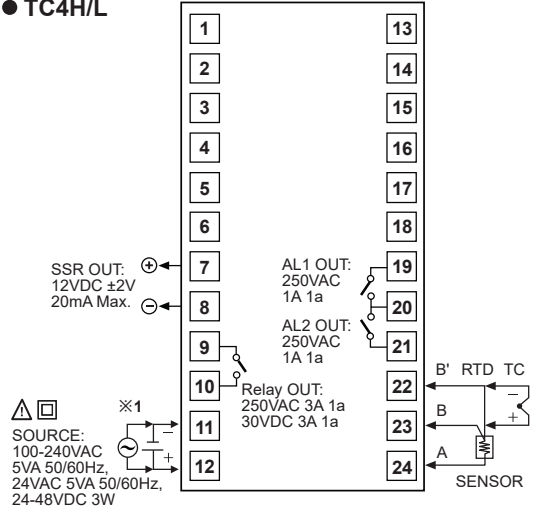 ● TC4H/L
1
2
3
4
5
6
7
8
9
10
11
12
13
14
15
16
17
18
19
20
21
22
23
24
SSR OUT:
12VDC ±2V
20mA Max.
+
−
AL1 OUT:
250VAC
1A 1a
AL2 OUT:
250VAC
1A 1a
Relay OUT:
250VAC 3A 1a
30VDC 3A 1a
※1
−
+
SOURCE:
100-240VAC
5VA 50/60Hz,
24VAC 5VA 50/60Hz,
24-48VDC 3W
B' RTD TC
−
+
B
A
SENSOR